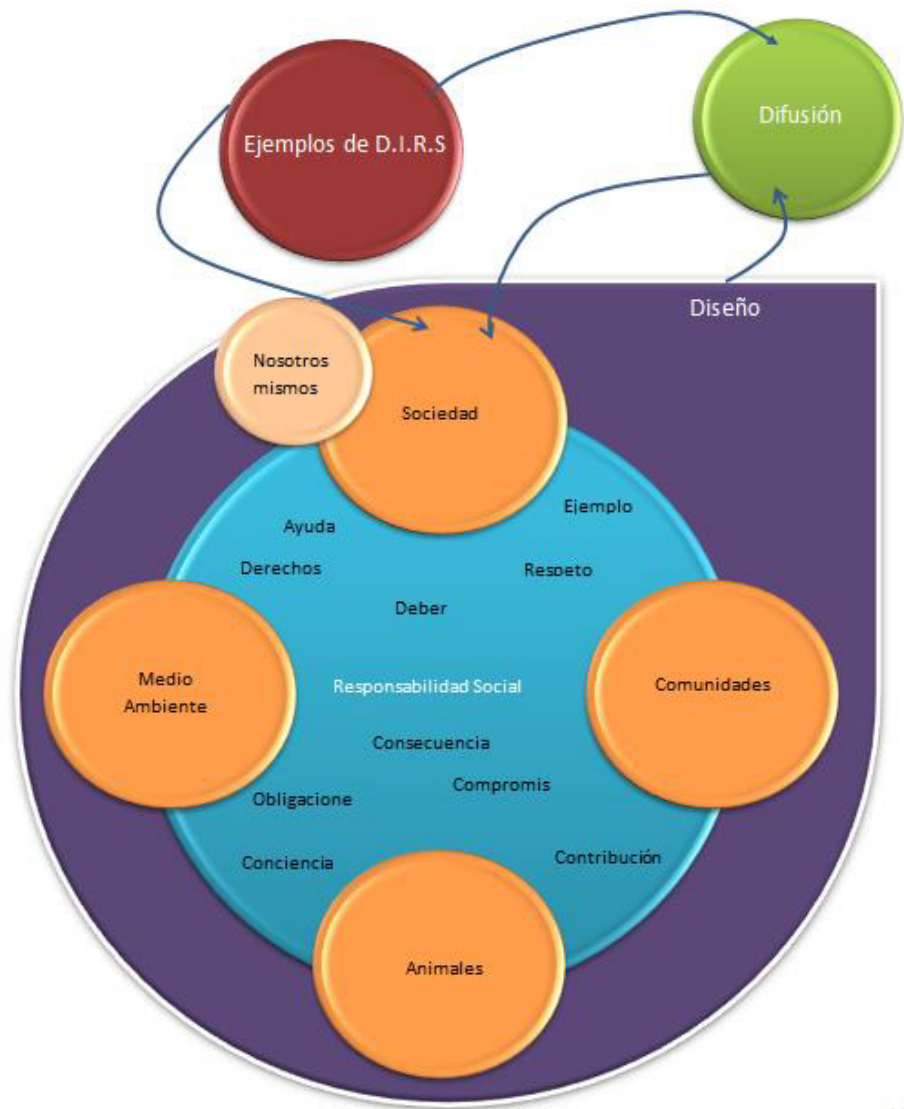 Ejemplos de D.I.R.S
Difusión
Diseño
Nosotros
mismos
Sociedad
Ejemplo
Ayuda
Derechos
Respeto
Deber
Medio
Ambiente
Responsabilidad Social
Comunidades
Consecuencia
Compromis
Obligacione
Conciencia
Contribución
Animales